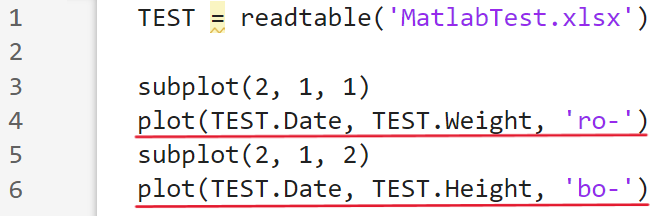 1 TEST = readtable('MatlabTest.xlsx')
2
3 subplot(2, 1, 1)
4 plot(TEST.Date, TEST.Weight, 'ro-')
5 subplot(2, 1, 2)
6 plot(TEST.Date, TEST.Height, 'bo-')